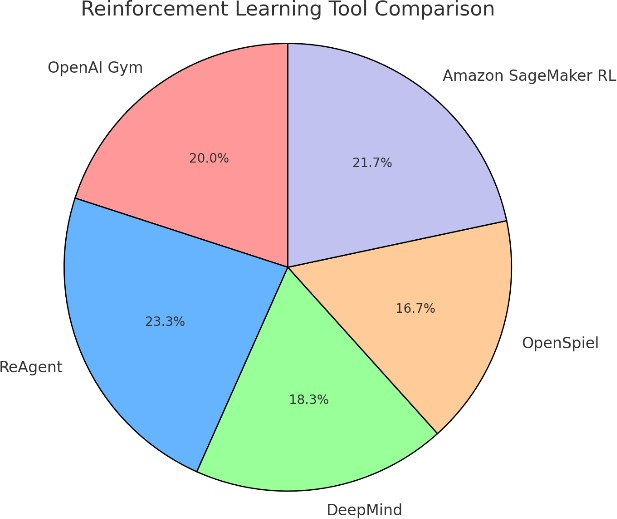 Reinforcement Learning Tool Comparison
OpenAI Gym
Amazon SageMaker RL
20.0%
21.7%
16.7%
23.3%
OpenSpiel
ReAgent
18.3%
DeepMind